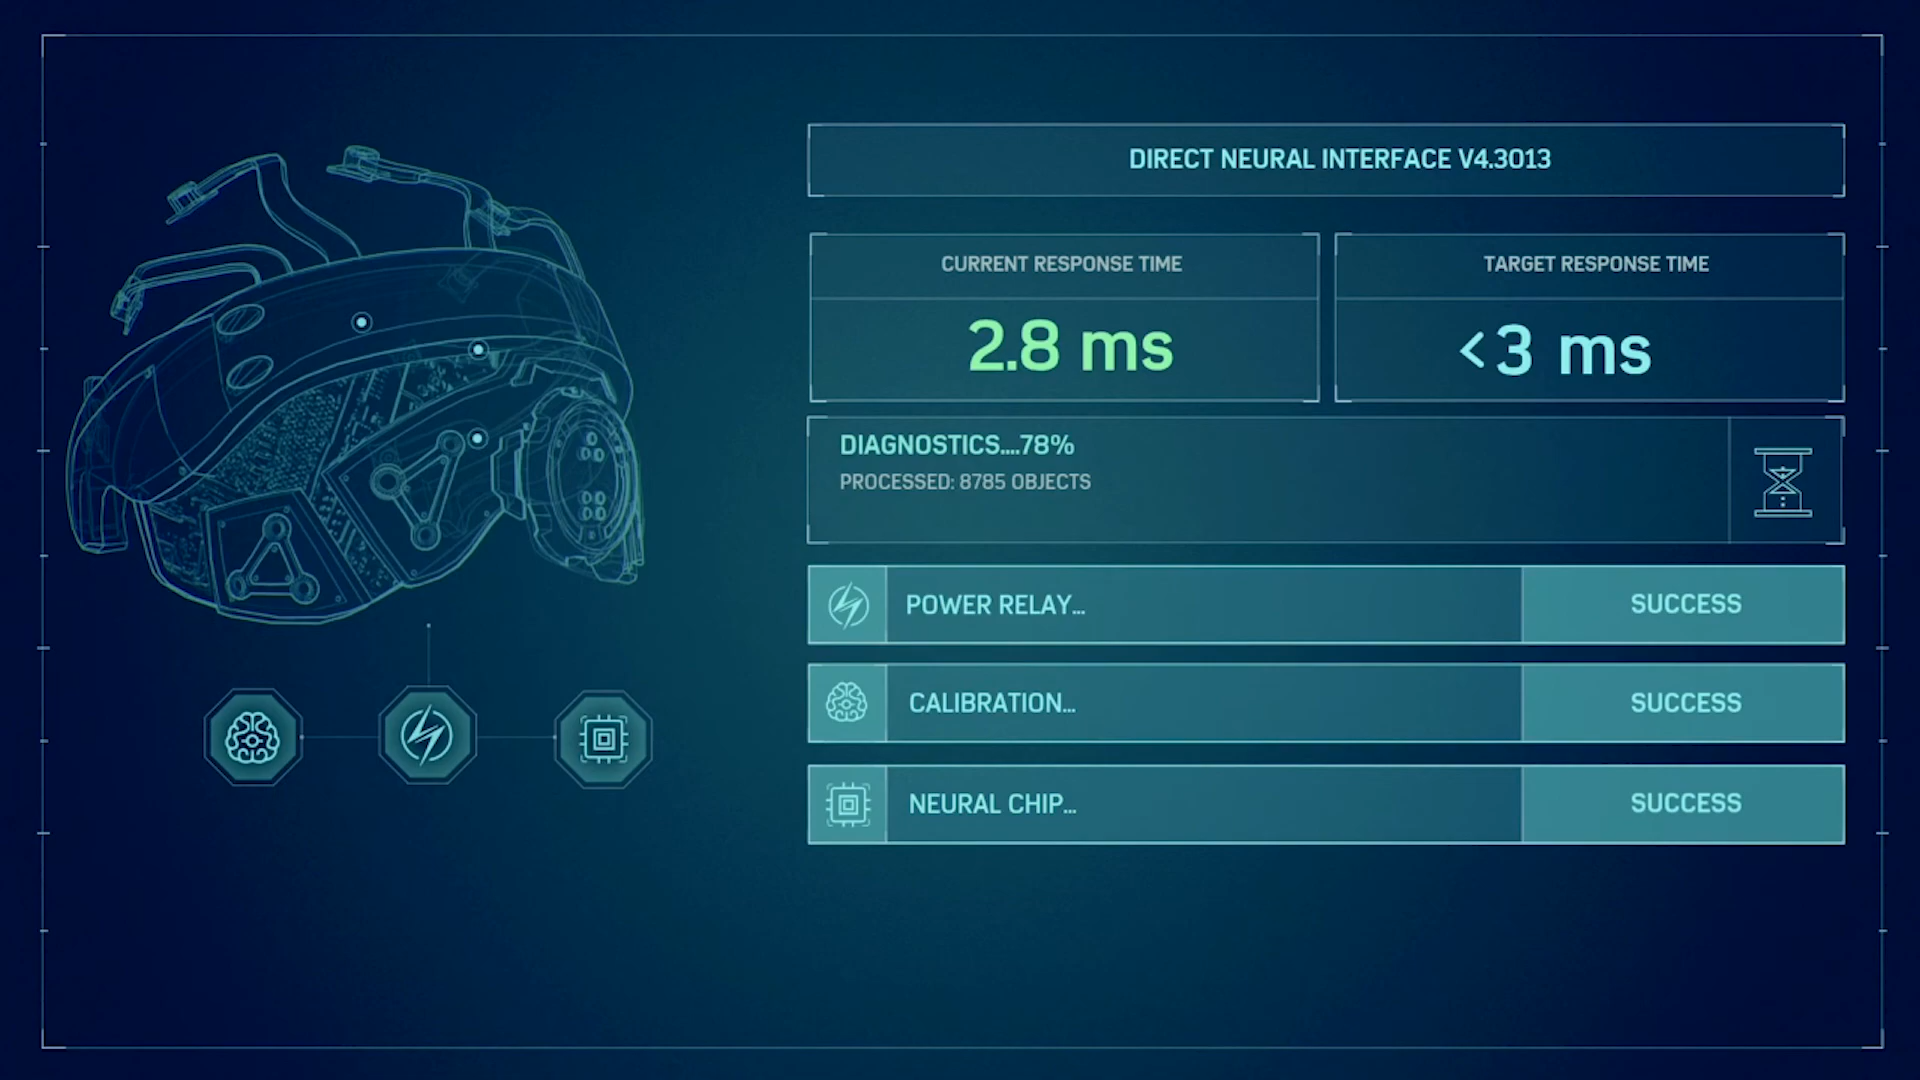 DIRECT NEURAL INTERFACE V4.3013
CURRENT RESPONSE TIME
2.8 ms
TARGET RESPONSE TIME
<3 ms
DIAGNOSTICS....78%
PROCESSED: 8785 OBJECTS
POWER RELAY...
SUCCESS
CALIBRATION...
SUCCESS
NEURAL CHIP...
SUCCESS